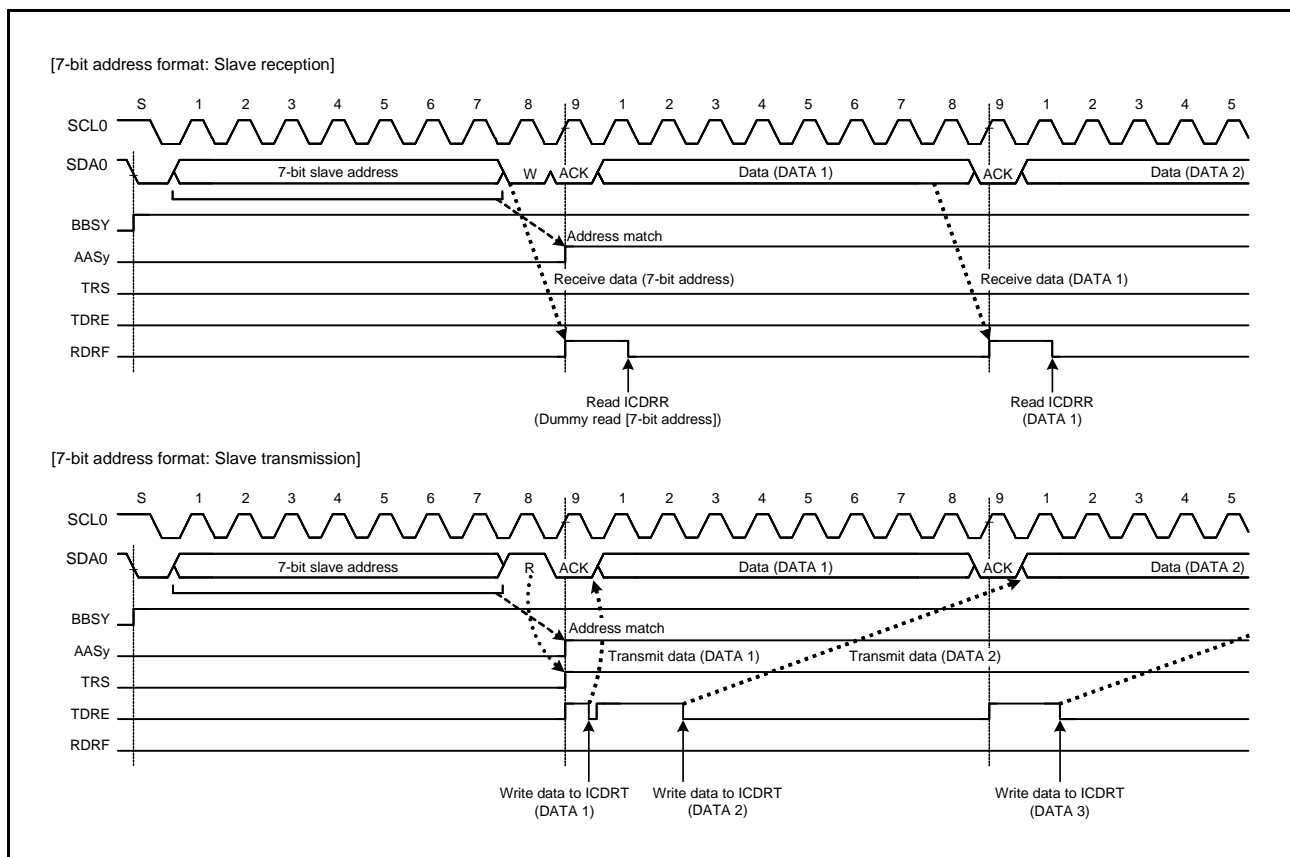 [7-bit address format: Slave reception]
S 1 2 3 4 5 6 7 8 9 1 2 3 4 5 6 7 8 9 1 2 3 4 5
SCL0
SDA0 7-bit slave address W ACK Data (DATA 1) ACK Data (DATA 2)
BBSY
Address match
AASy
Receive data (7-bit address) Receive data (DATA 1)
TRS
TDRE
RDRF
Read ICDRR Read ICDRR
(Dummy read [7-bit address]) (DATA 1)
[7-bit address format: Slave transmission]
S 1 2 3 4 5 6 7 8 9 1 2 3 4 5 6 7 8 9 1 2 3 4 5
SCL0
SDA0 7-bit slave address R ACK Data (DATA 1) ACK Data (DATA 2)
BBSY
Address match
AASy
Transmit data (DATA 1) Transmit data (DATA 2)
TRS
TDRE
RDRF
Write data to ICDRT Write data to ICDRT Write data to ICDRT
(DATA 1) (DATA 2) (DATA 3)